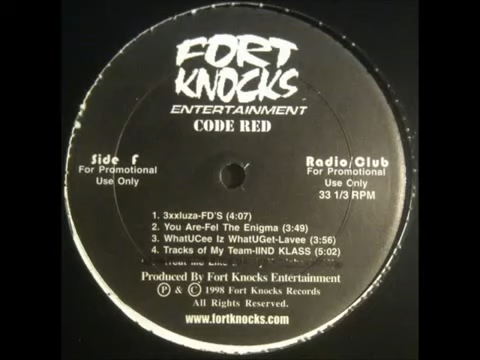 FORT
KNOCKS
ENTERTAINMENT
CODE RED
Side F
For Promotional
Use Only
Radio/Club
For Promotional
Use Only
33 1/3 RPM
1. 3xxluza-FD'S (4:07)
2. You Are-Fel The Enigma (3:49)
3. WhatUCee Iz WhatUGet-Lavee (3:56)
4. Tracks of My Team-IIND KLASS (5:02)
Treat Me Like
Produced By Fort Knocks Entertainment
Ⓟ & © 1998 Fort Knocks Records
All Rights Reserved.
www.fortknocks.com